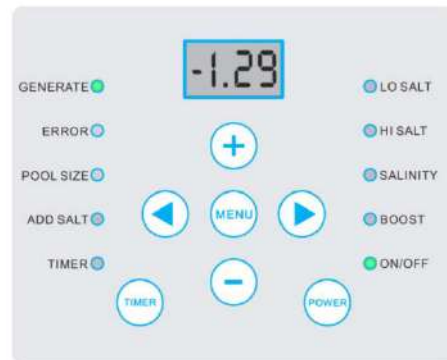 -1.29
GENERATE
ERROR
POOL SIZE
ADD SALT
TIMER
LO SALT
HI SALT
SALINITY
BOOST
ON/OFF
+
MENU
−
TIMER
POWER